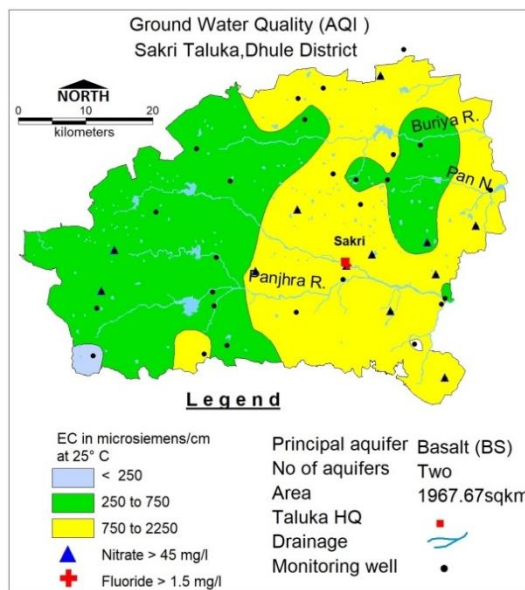 Ground Water Quality (AQI )
Sakri Taluka,Dhule District
NORTH
10 0 10 20
kilometers
Buriya R.
Pan N.
Sakri
Panjhra R.
Legend
EC in microsiemens/cm
at 25° C
< 250
250 to 750
750 to 2250
Nitrate > 45 mg/l
Fluoride > 1.5 mg/l
Principal aquifer Basalt (BS)
No of aquifers Two
Area 1967.67sqkm
Taluka HQ
Drainage
Monitoring well